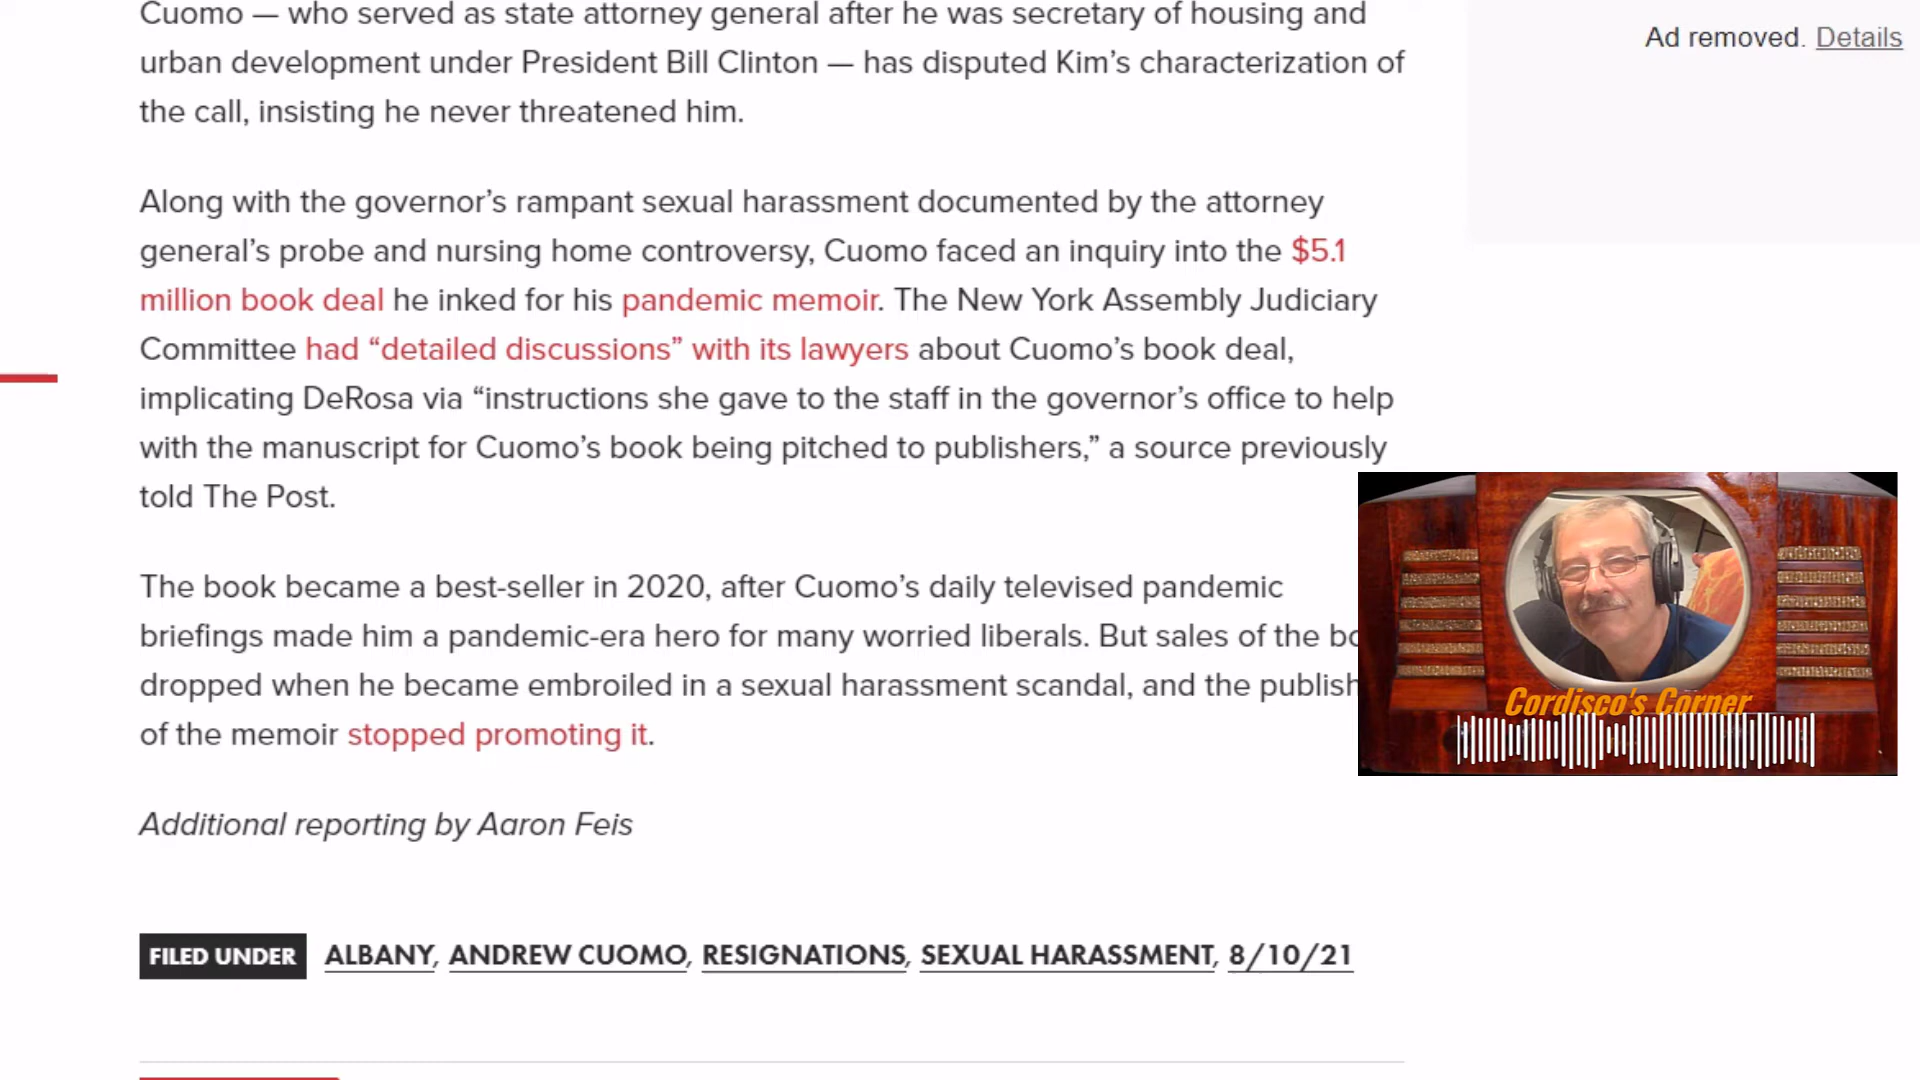 Cuomo — who served as state attorney general after he was secretary of housing and
urban development under President Bill Clinton — has disputed Kim’s characterization of
the call, insisting he never threatened him.
Along with the governor’s rampant sexual harassment documented by the attorney
general’s probe and nursing home controversy, Cuomo faced an inquiry into the $5.1
million book deal he inked for his pandemic memoir. The New York Assembly Judiciary
Committee had “detailed discussions” with its lawyers about Cuomo’s book deal,
implicating DeRosa via “instructions she gave to the staff in the governor’s office to help
with the manuscript for Cuomo’s book being pitched to publishers,” a source previously
told The Post.
The book became a best-seller in 2020, after Cuomo’s daily televised pandemic
briefings made him a pandemic-era hero for many worried liberals. But sales of the bo
dropped when he became embroiled in a sexual harassment scandal, and the publish
of the memoir stopped promoting it.
Additional reporting by Aaron Feis
FILED UNDER ALBANY, ANDREW CUOMO, RESIGNATIONS, SEXUAL HARASSMENT, 8/10/21
Ad removed. Details
Cordisco's Corner